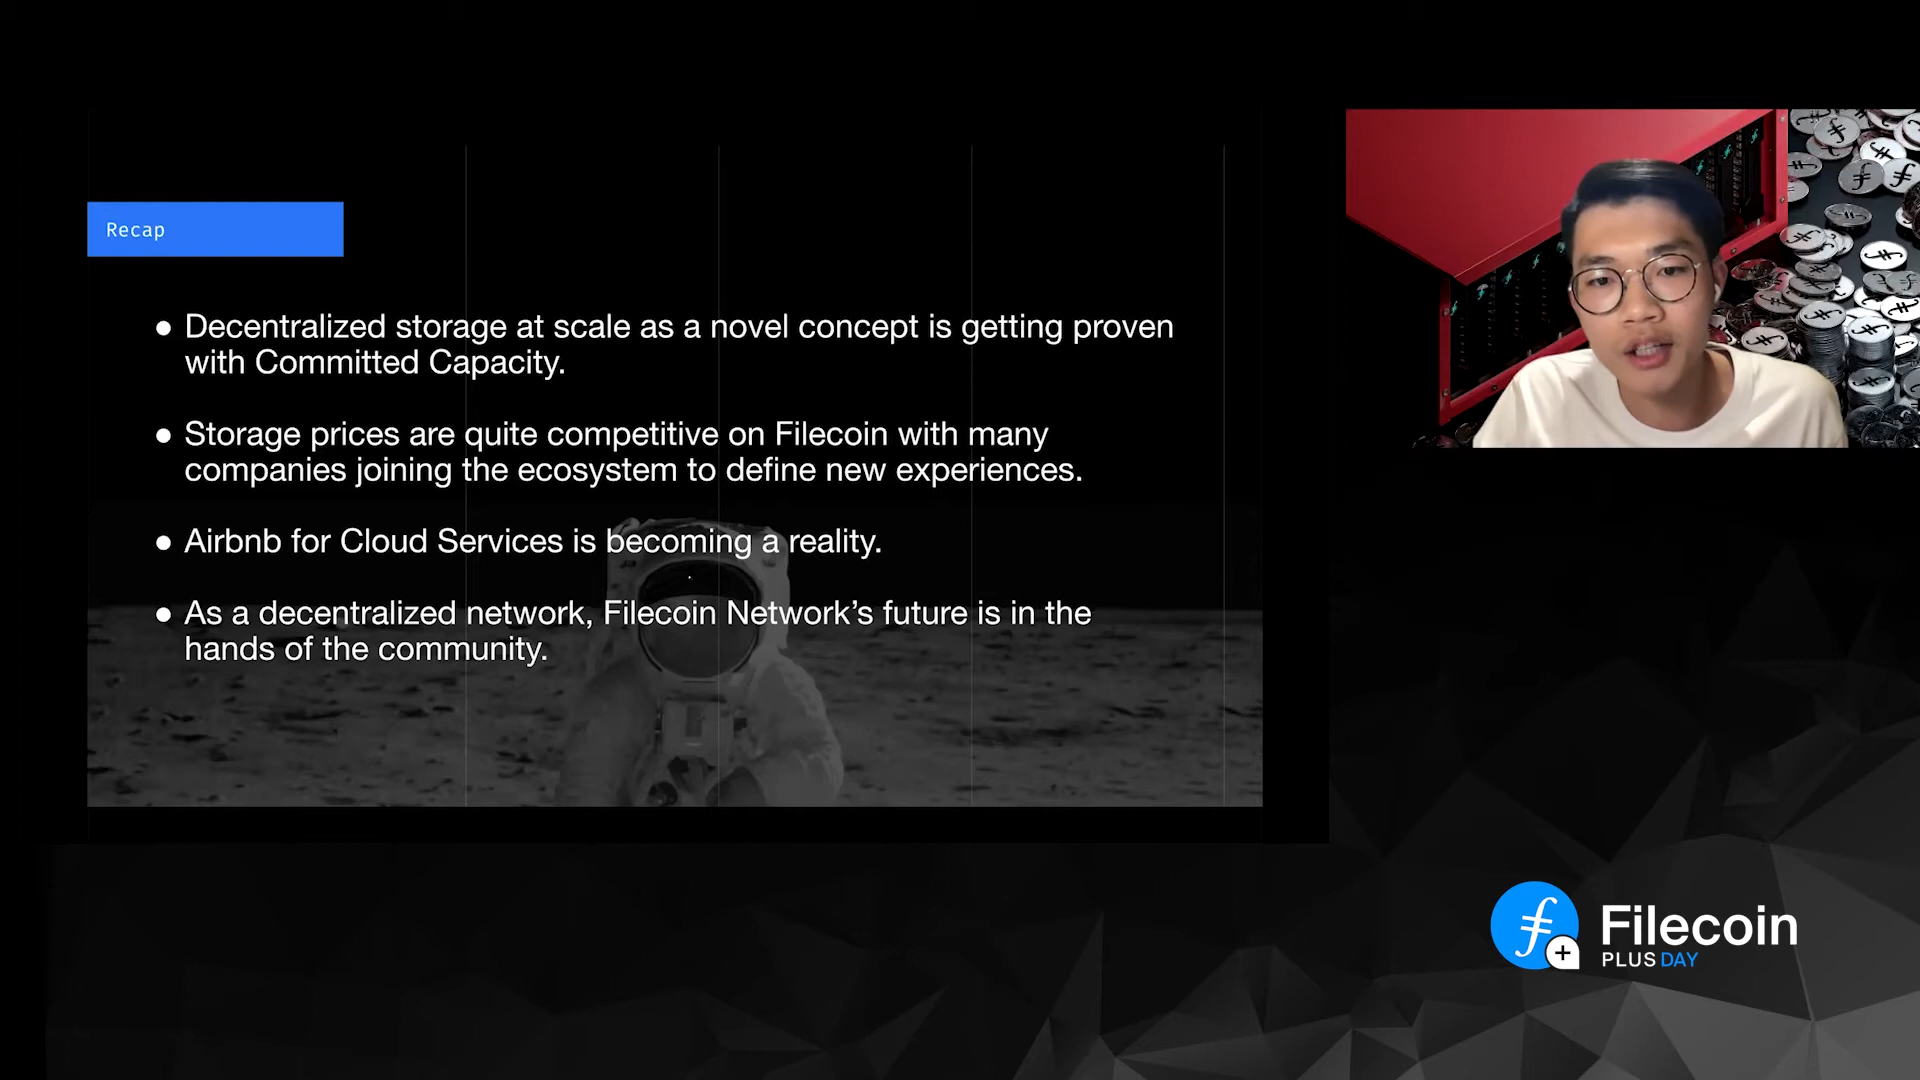 Recap
● Decentralized storage at scale as a novel concept is getting proven
with Committed Capacity.
● Storage prices are quite competitive on Filecoin with many
companies joining the ecosystem to define new experiences.
● Airbnb for Cloud Services is becoming a reality.
● As a decentralized network, Filecoin Network’s future is in the
hands of the community.
Filecoin
PLUS DAY